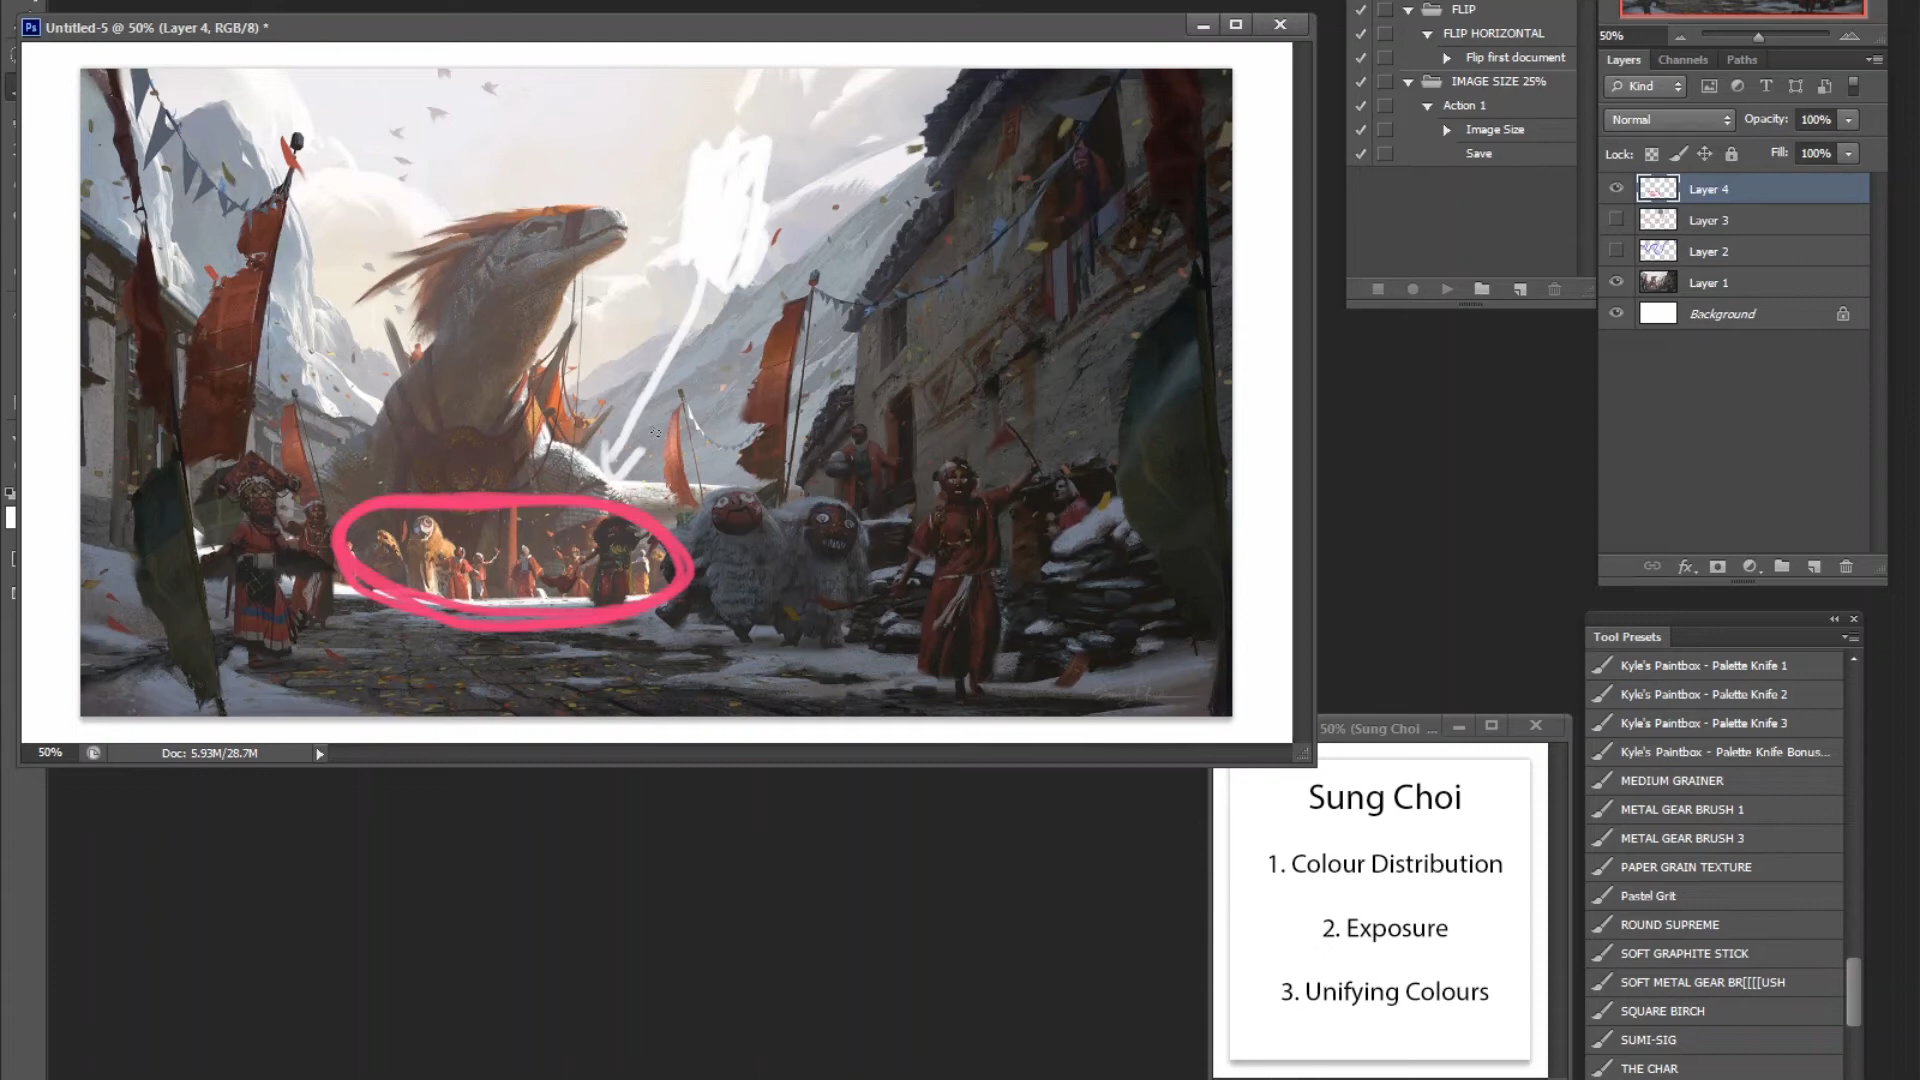 Untitled-5 @ 50% (Layer 4, RGB/8) *
FLIP
FLIP HORIZONTAL
Flip first document
IMAGE SIZE 25%
Action 1
Image Size
Save
50%
Layers
Channels
Paths
Kind
Normal
Opacity: 100%
Lock:
Fill: 100%
Layer 4
Layer 3
Layer 2
Layer 1
Background
fx
50%
Doc: 5.93M/28.7M
50% (Sung Choi ...
Sung Choi
1. Colour Distribution
2. Exposure
3. Unifying Colours
Tool Presets
Kyle's Paintbox - Palette Knife 1
Kyle's Paintbox - Palette Knife 2
Kyle's Paintbox - Palette Knife 3
Kyle's Paintbox - Palette Knife Bonus...
MEDIUM GRAINER
METAL GEAR BRUSH 1
METAL GEAR BRUSH 3
PAPER GRAIN TEXTURE
Pastel Grit
ROUND SUPREME
SOFT GRAPHITE STICK
SOFT METAL GEAR BR[[[[USH
SQUARE BIRCH
SUMI-SIG
THE CHAR